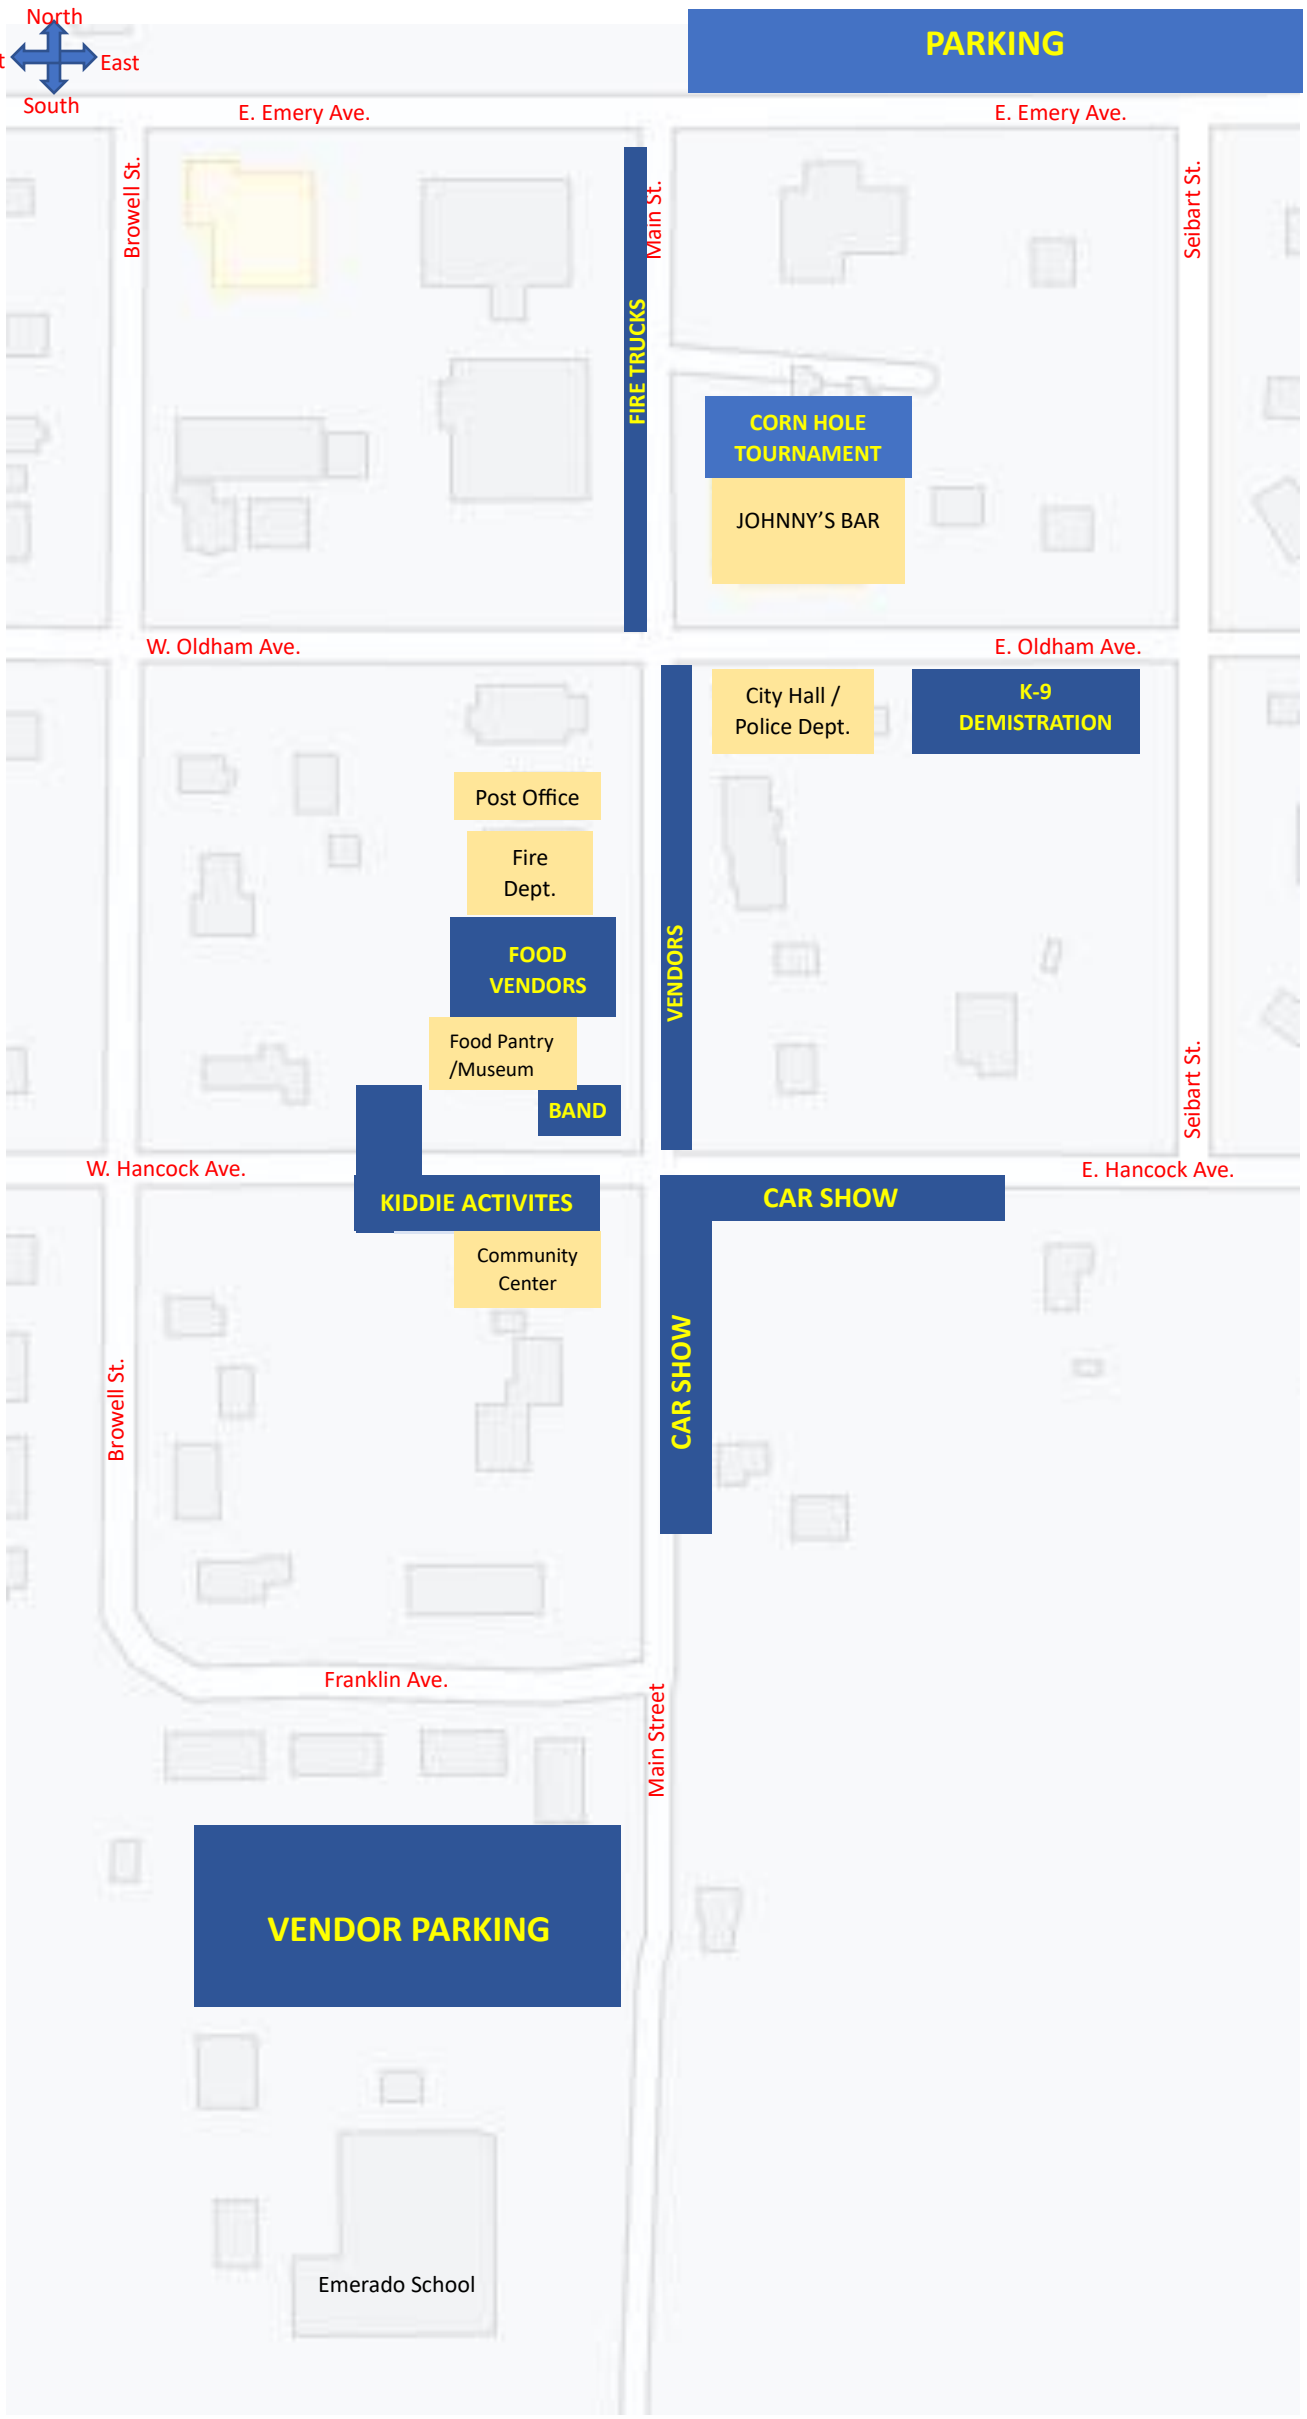 North
East
South
PARKING
E. Emery Ave.
E. Emery Ave.
Browell St.
Main St.
Seibart St.
FIRE TRUCKS
CORN HOLE
TOURNAMENT
JOHNNY'S BAR
W. Oldham Ave.
E. Oldham Ave.
City Hall /
Police Dept.
K-9
DEMISTRATION
Post Office
Fire
Dept.
FOOD
VENDORS
VENDORS
Food Pantry
/Museum
BAND
Seibart St.
W. Hancock Ave.
E. Hancock Ave.
KIDDIE ACTIVITES
CAR SHOW
Community
Center
CAR SHOW
Browell St.
Franklin Ave.
Main Street
VENDOR PARKING
Emerado School